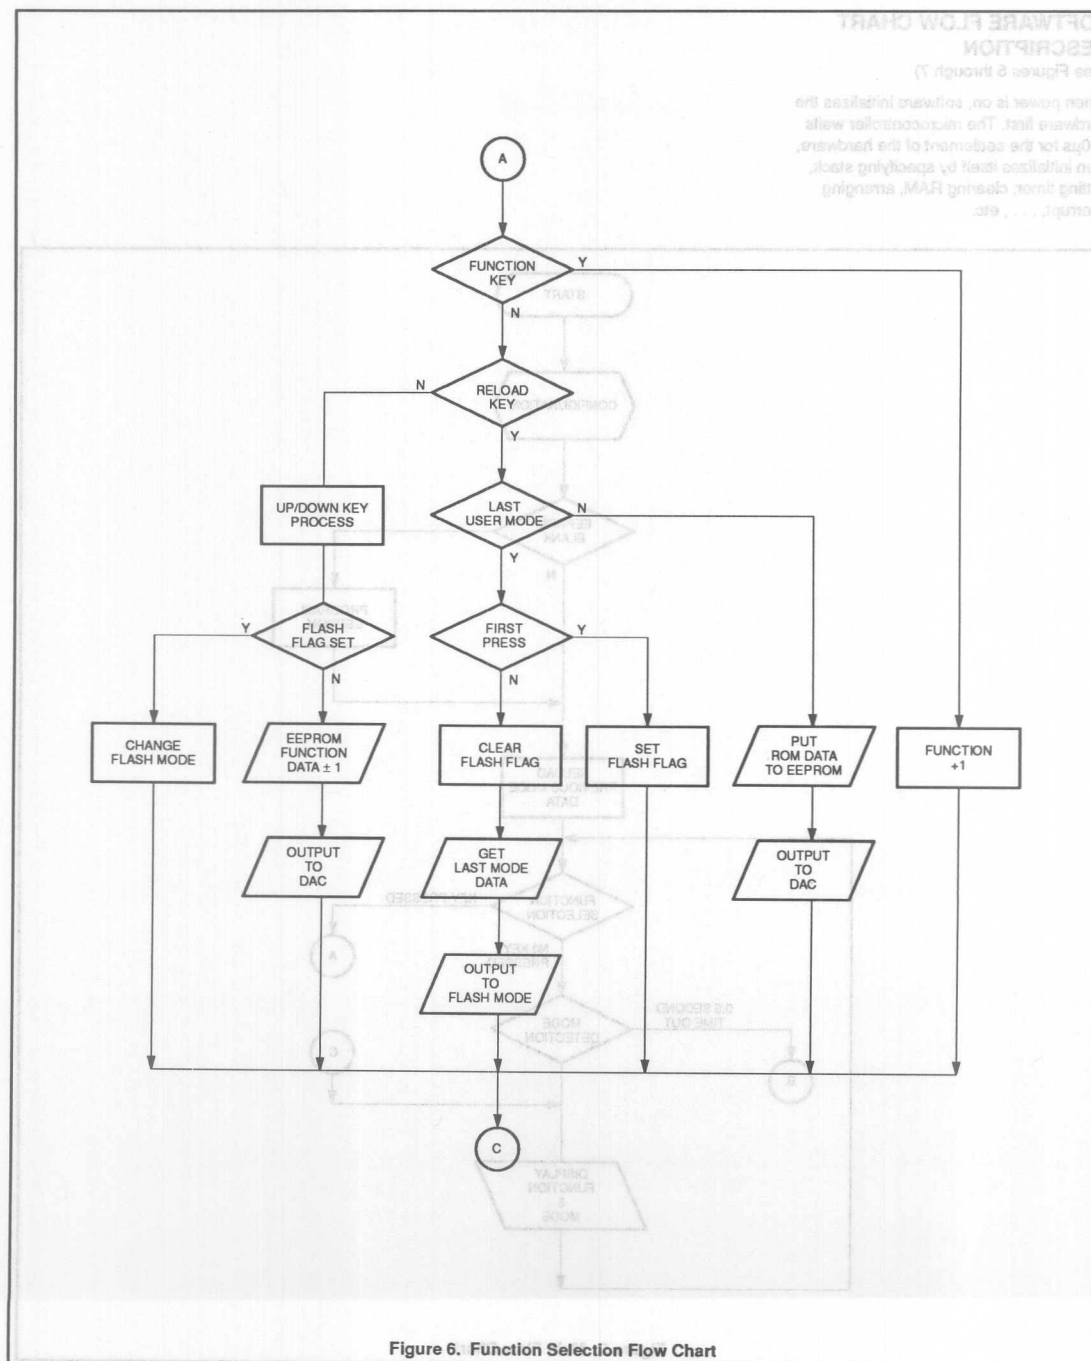 A
FUNCTION
KEY
Y
N
RELOAD
KEY
N
Y
UP/DOWN KEY
PROCESS
LAST
USER MODE
N
Y
FLASH
FLAG SET
Y
N
FIRST
PRESS
Y
N
CHANGE
FLASH MODE
EEPROM
FUNCTION
DATA ± 1
CLEAR
FLASH FLAG
SET
FLASH FLAG
PUT
ROM DATA
TO EEPROM
FUNCTION
+1
OUTPUT
TO
DAC
GET
LAST MODE
DATA
OUTPUT
TO
DAC
OUTPUT
TO
FLASH MODE
C
Figure 6. Function Selection Flow Chart